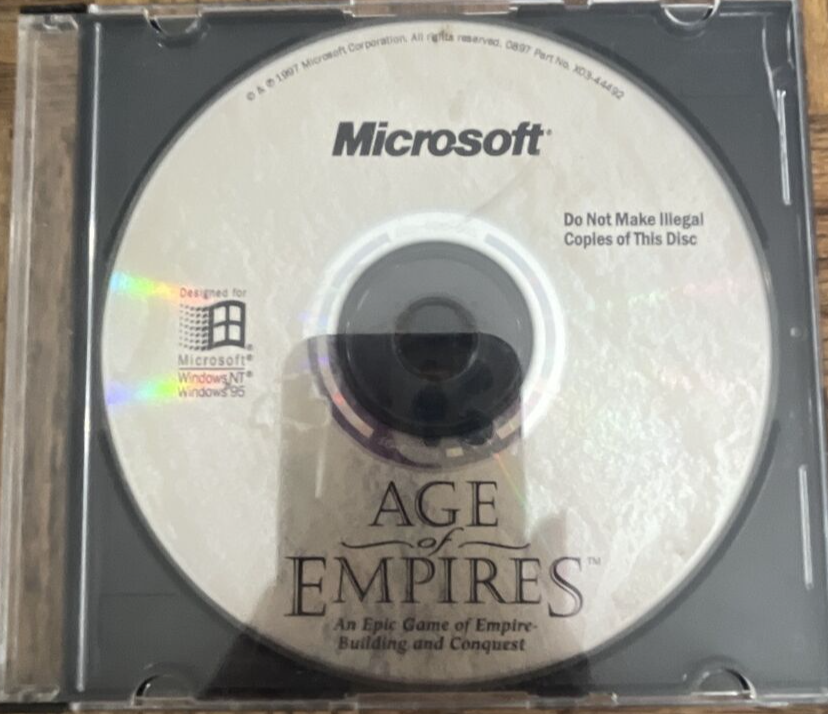 © & ℗ 1997 Microsoft Corporation. All rights reserved. 0897 Part No. X03-44492
Microsoft®
Do Not Make Illegal
Copies of This Disc
Designed for
Microsoft®
Windows NT®
Windows 95
AGE
of
EMPIRES™
An Epic Game of Empire-
Building and Conquest